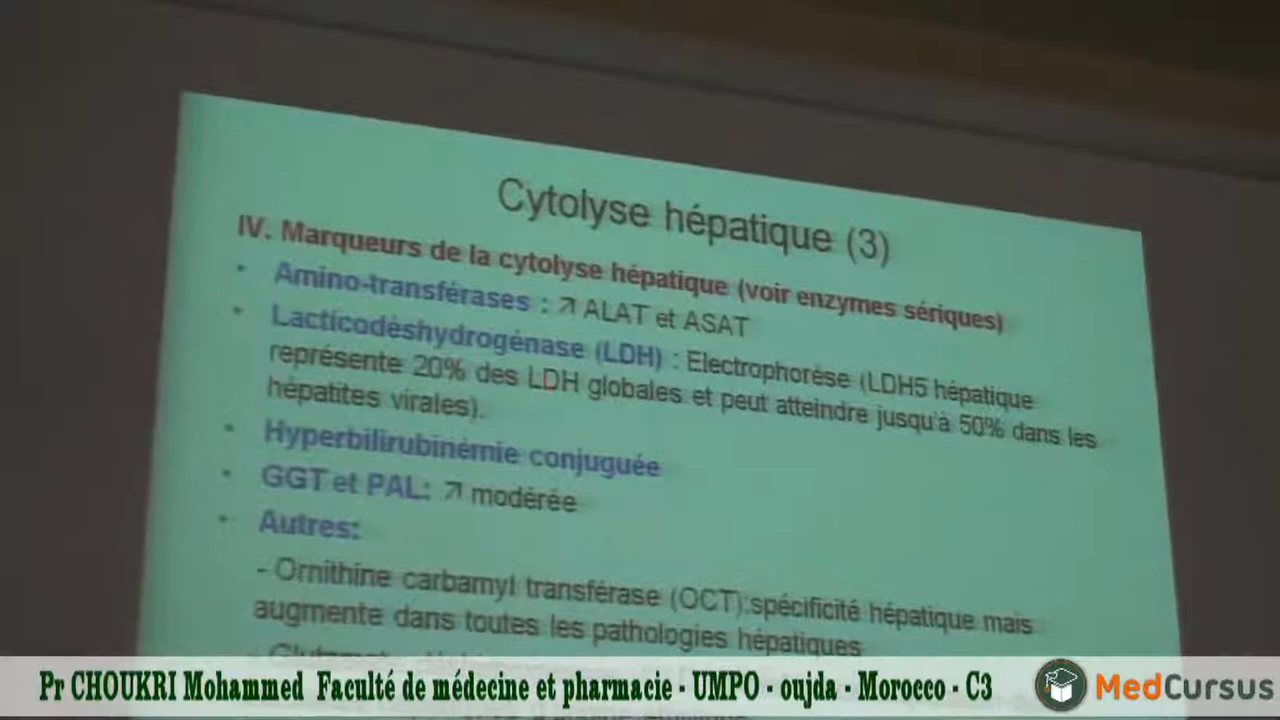 Cytolyse hépatique (3)
IV. Marqueurs de la cytolyse hépatique (voir enzymes sériques)
• Amino-transférases : ↗ ALAT et ASAT
• Lacticodéshydrogénase (LDH) : Electrophorèse (LDH5 hépatique
représente 20% des LDH globales et peut atteindre jusqu'à 50% dans les
hépatites virales).
• Hyperbilirubinémie conjuguée
• GGT et PAL: ↗ modérée
• Autres:
- Ornithine carbamyl transférase (OCT):spécificité hépatique mais
augmente dans toutes les pathologies hépatiques
Pr CHOUKRI Mohammed Faculté de médecine et pharmacie - UMPO - oujda - Morocco - C3
MedCursus